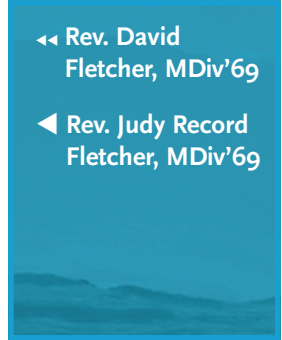 ◄◄ Rev. David
Fletcher, MDiv’69
◄ Rev. Judy Record
Fletcher, MDiv’69